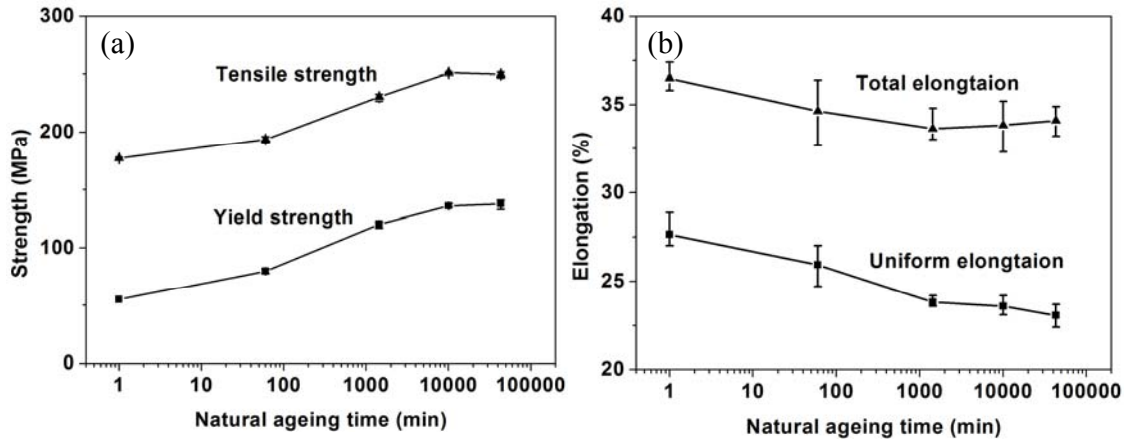 (a)
300
200
100
0
Strength (MPa)
Tensile strength
Yield strength
1 10 100 1000 10000 100000
Natural ageing time (min)
(b)
40
35
30
25
20
Elongation (%)
Total elongtaion
Uniform elongtaion
1 10 100 1000 10000 100000
Natural ageing time (min)